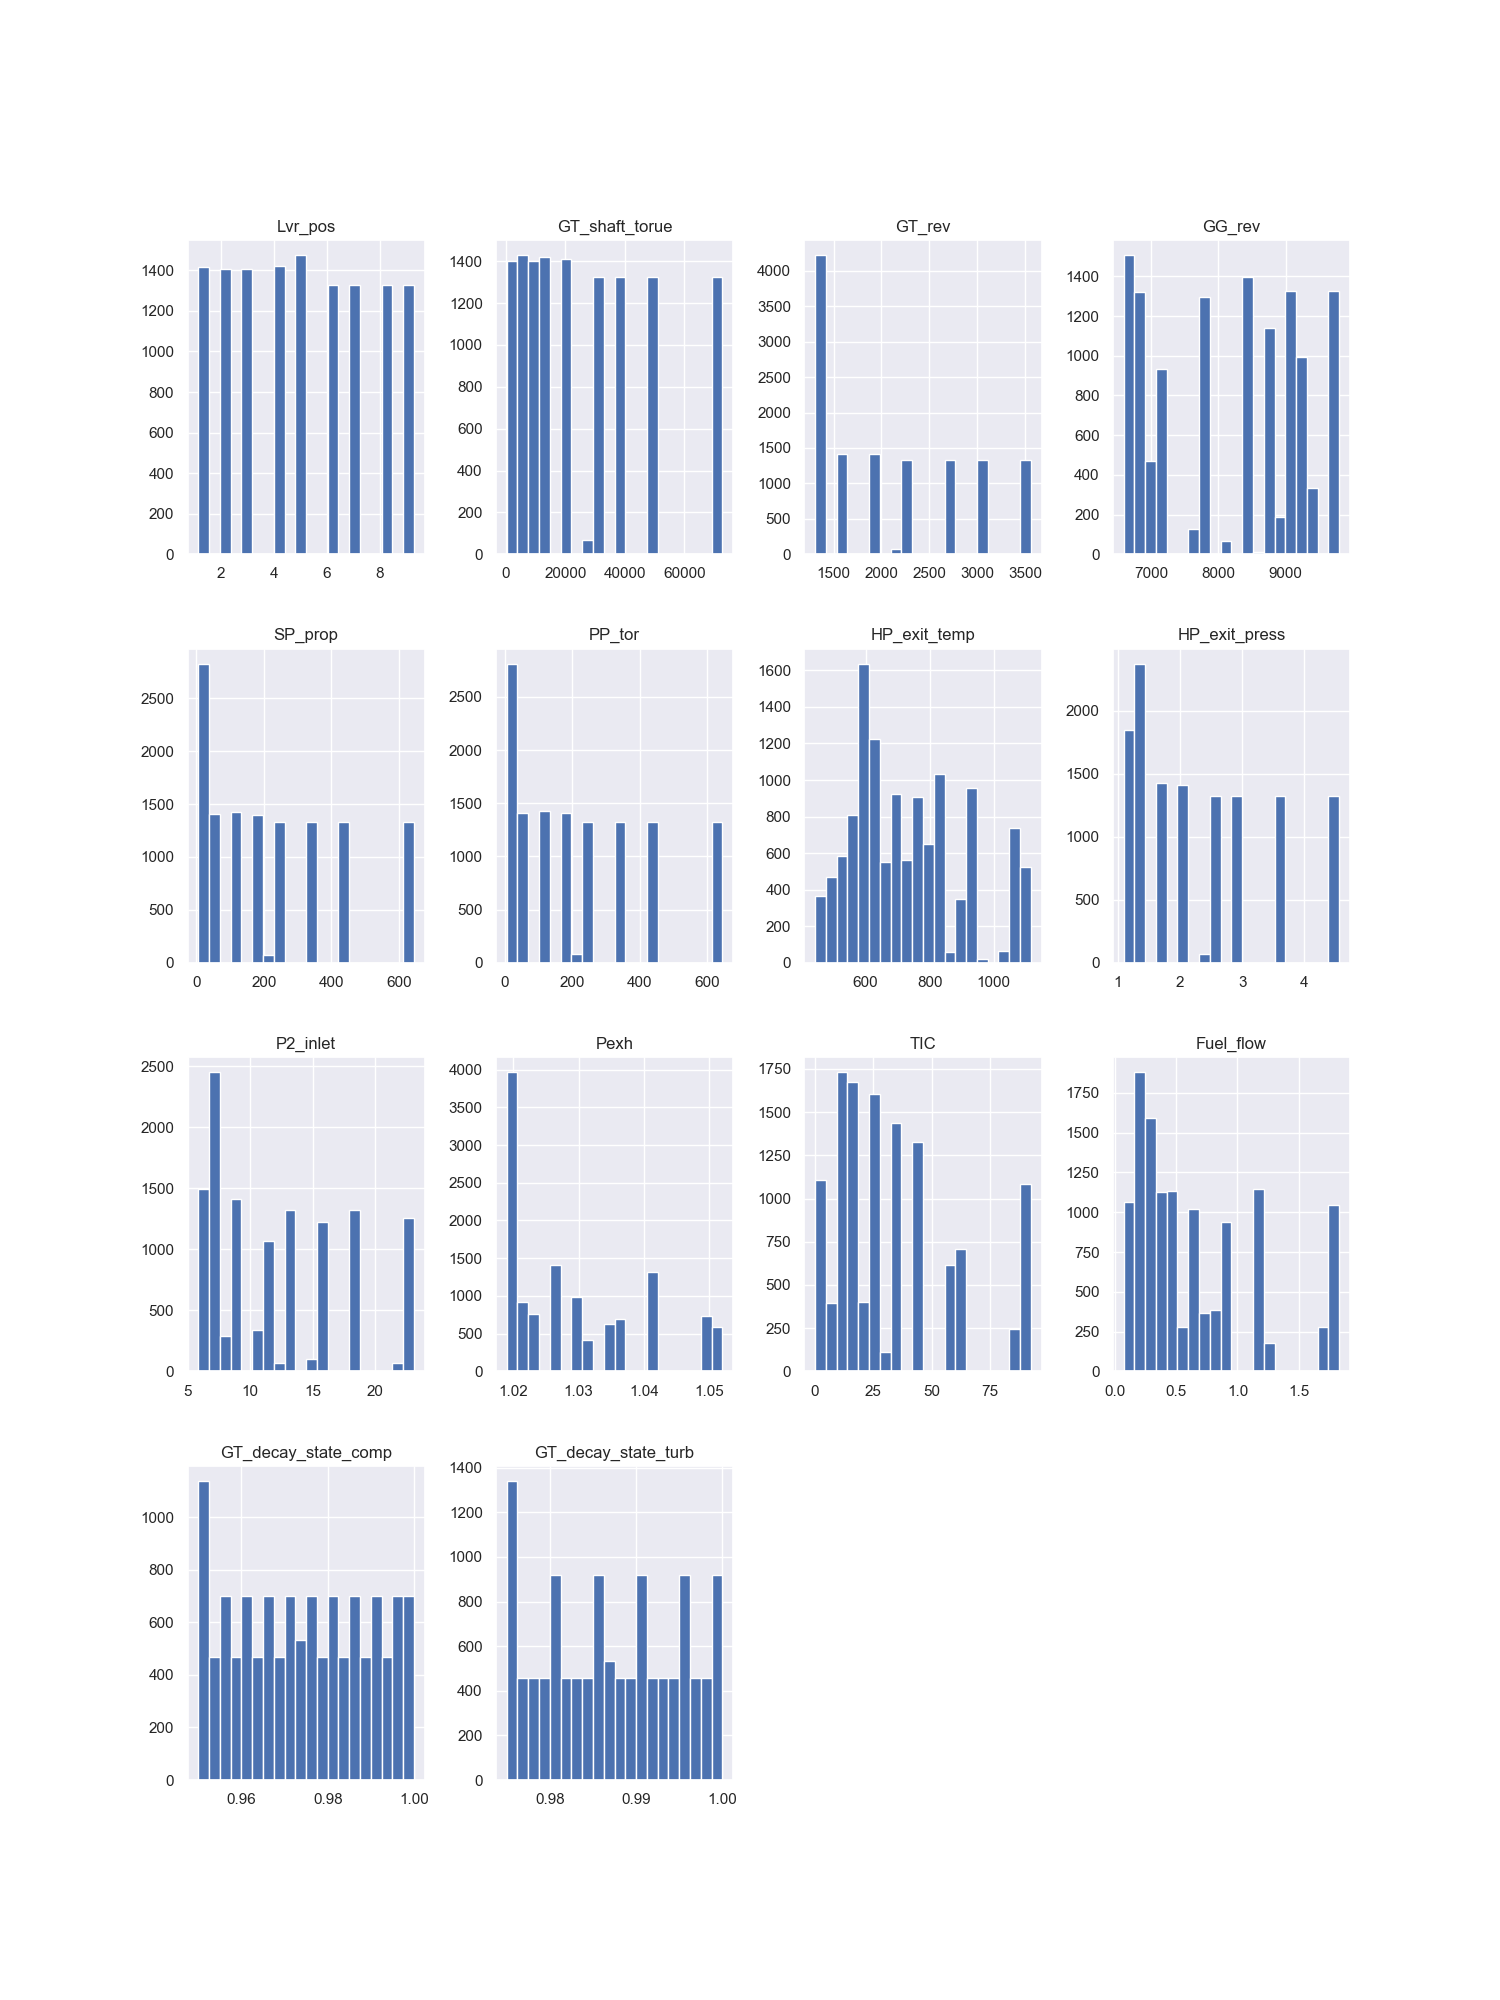 Lvr_pos GT_shaft_torue GT_rev GG_rev
1400 1400 4000 1400
1200 1200 3500 1200
1000 1000 3000 1000
800 800 2500 800
600 600 2000 600
400 400 1500 400
200 200 1000 200
0 0 500 0
0
2 4 6 8 0 20000 40000 60000 1500 2000 2500 3000 3500 7000 8000 9000
SP_prop PP_tor HP_exit_temp HP_exit_press
2500 2500 1600 2000
2000 2000 1400 1500
1500 1500 1200 1000
1000 1000 1000 500
500 500 800 0
0 0 600
400
200
0
0 200 400 600 0 200 400 600 600 800 1000 1 2 3 4
P2_inlet Pexh TIC Fuel_flow
2500 4000 1750 1750
2000 3500 1500 1500
1500 3000 1250 1250
1000 2500 1000 1000
500 2000 750 750
0 1500 500 500
1000 250 250
500 0 0
0
5 10 15 20 1.02 1.03 1.04 1.05 0 25 50 75 0.0 0.5 1.0 1.5
GT_decay_state_comp GT_decay_state_turb
1000 1400
800 1200
600 1000
400 800
200 600
0 400
200
0
0.96 0.98 1.00 0.98 0.99 1.00